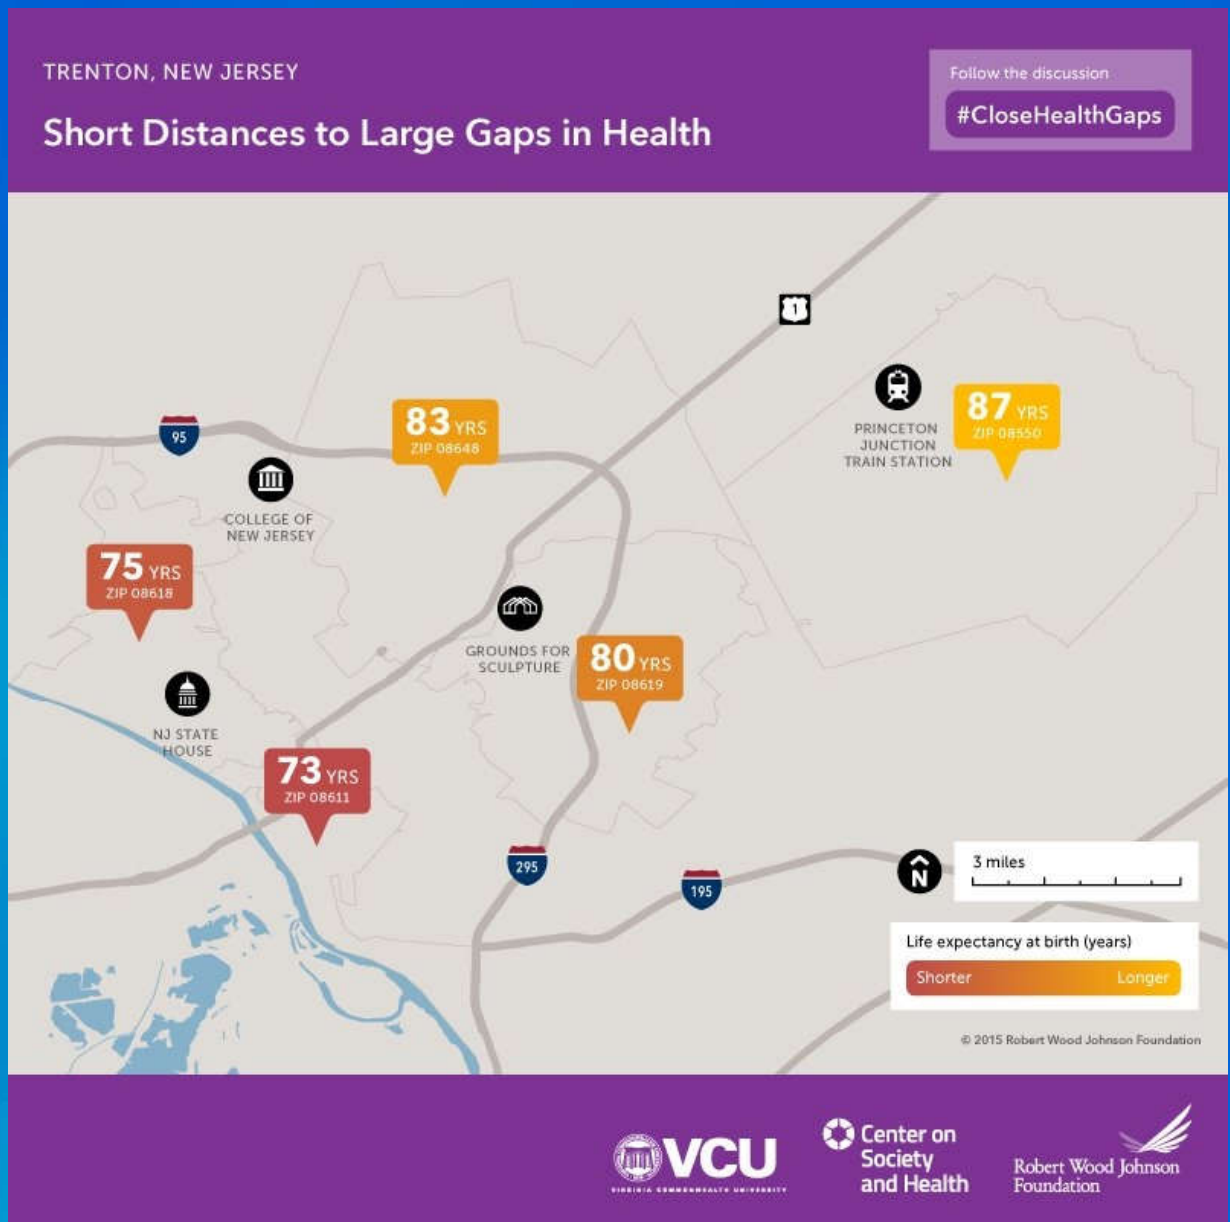 TRENTON, NEW JERSEY
Short Distances to Large Gaps in Health
Follow the discussion
#CloseHealthGaps
1
95
83 YRS
ZIP 08648
PRINCETON
JUNCTION
TRAIN STATION
87 YRS
ZIP 08550
COLLEGE OF
NEW JERSEY
75 YRS
ZIP 08618
GROUNDS FOR
SCULPTURE
80 YRS
ZIP 08619
NJ STATE
HOUSE
73 YRS
ZIP 08611
295
195
N
3 miles
Life expectancy at birth (years)
Shorter
Longer
© 2015 Robert Wood Johnson Foundation
VCU
VIRGINIA COMMONWEALTH UNIVERSITY
Center on
Society
and Health
Robert Wood Johnson
Foundation